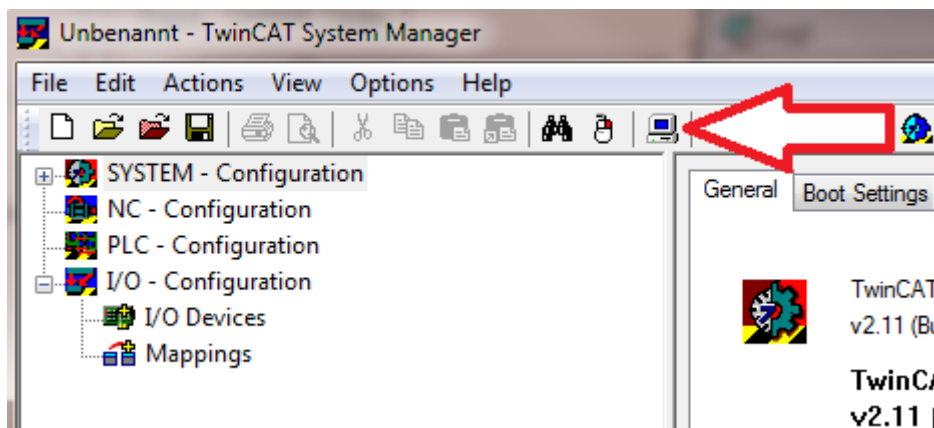 Unbenannt - TwinCAT System Manager
File Edit Actions View Options Help
SYSTEM - Configuration
NC - Configuration
PLC - Configuration
I/O - Configuration
I/O Devices
Mappings
General Boot Settings
TwinCAT
v2.11 (Bu
TwinCA
v2.11